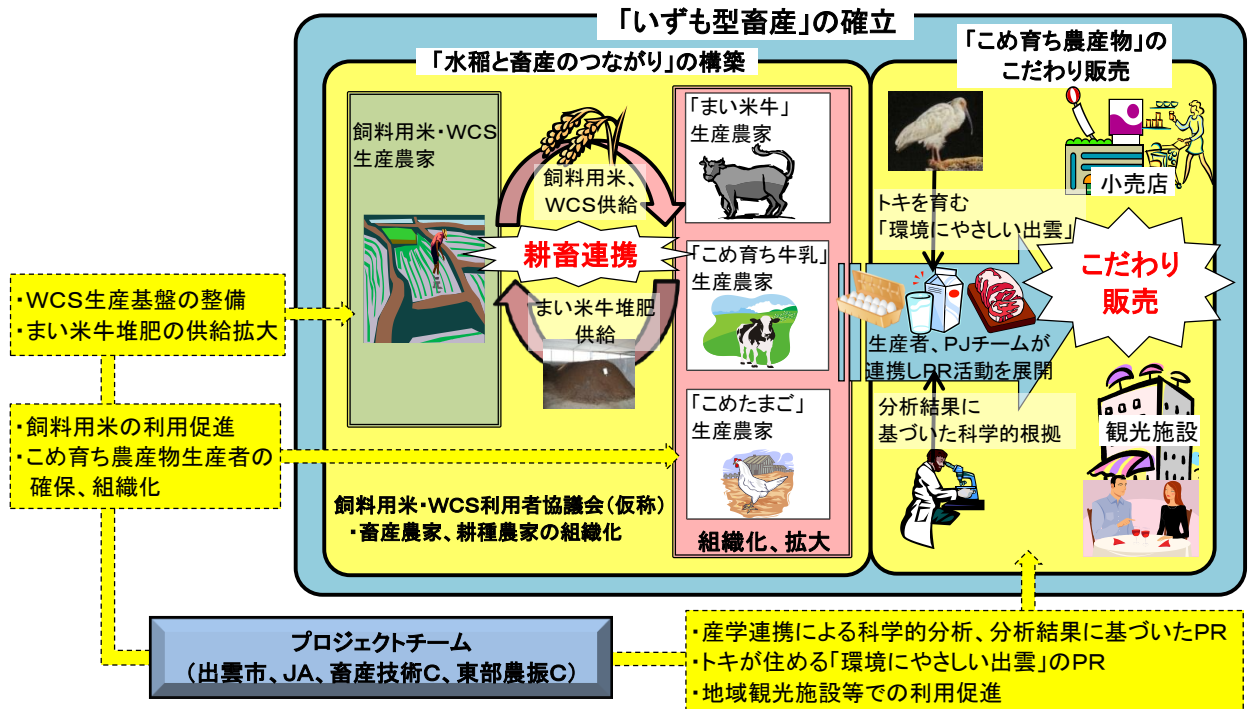 「いずも型畜産」の確立
「水稲と畜産のつながり」の構築
飼料用米・WCS
生産農家
飼料用米、
WCS供給
耕畜連携
まい米牛堆肥
供給
「まい米牛」
生産農家
「こめ育ち牛乳」
生産農家
「こめたまご」
生産農家
組織化、拡大
飼料用米・WCS利用者協議会(仮称)
・畜産農家、耕種農家の組織化
「こめ育ち農産物」の
こだわり販売
小売店
トキを育む
「環境にやさしい出雲」
こだわり
販売
生産者、PJチームが
連携しPR活動を展開
分析結果に
基づいた科学的根拠
観光施設
・WCS生産基盤の整備
・まい米牛堆肥の供給拡大
・飼料用米の利用促進
・こめ育ち農産物生産者の
確保、組織化
プロジェクトチーム
(出雲市、JA、畜産技術C、東部農振C)
・産学連携による科学的分析、分析結果に基づいたPR
・トキが住める「環境にやさしい出雲」のPR
・地域観光施設等での利用促進